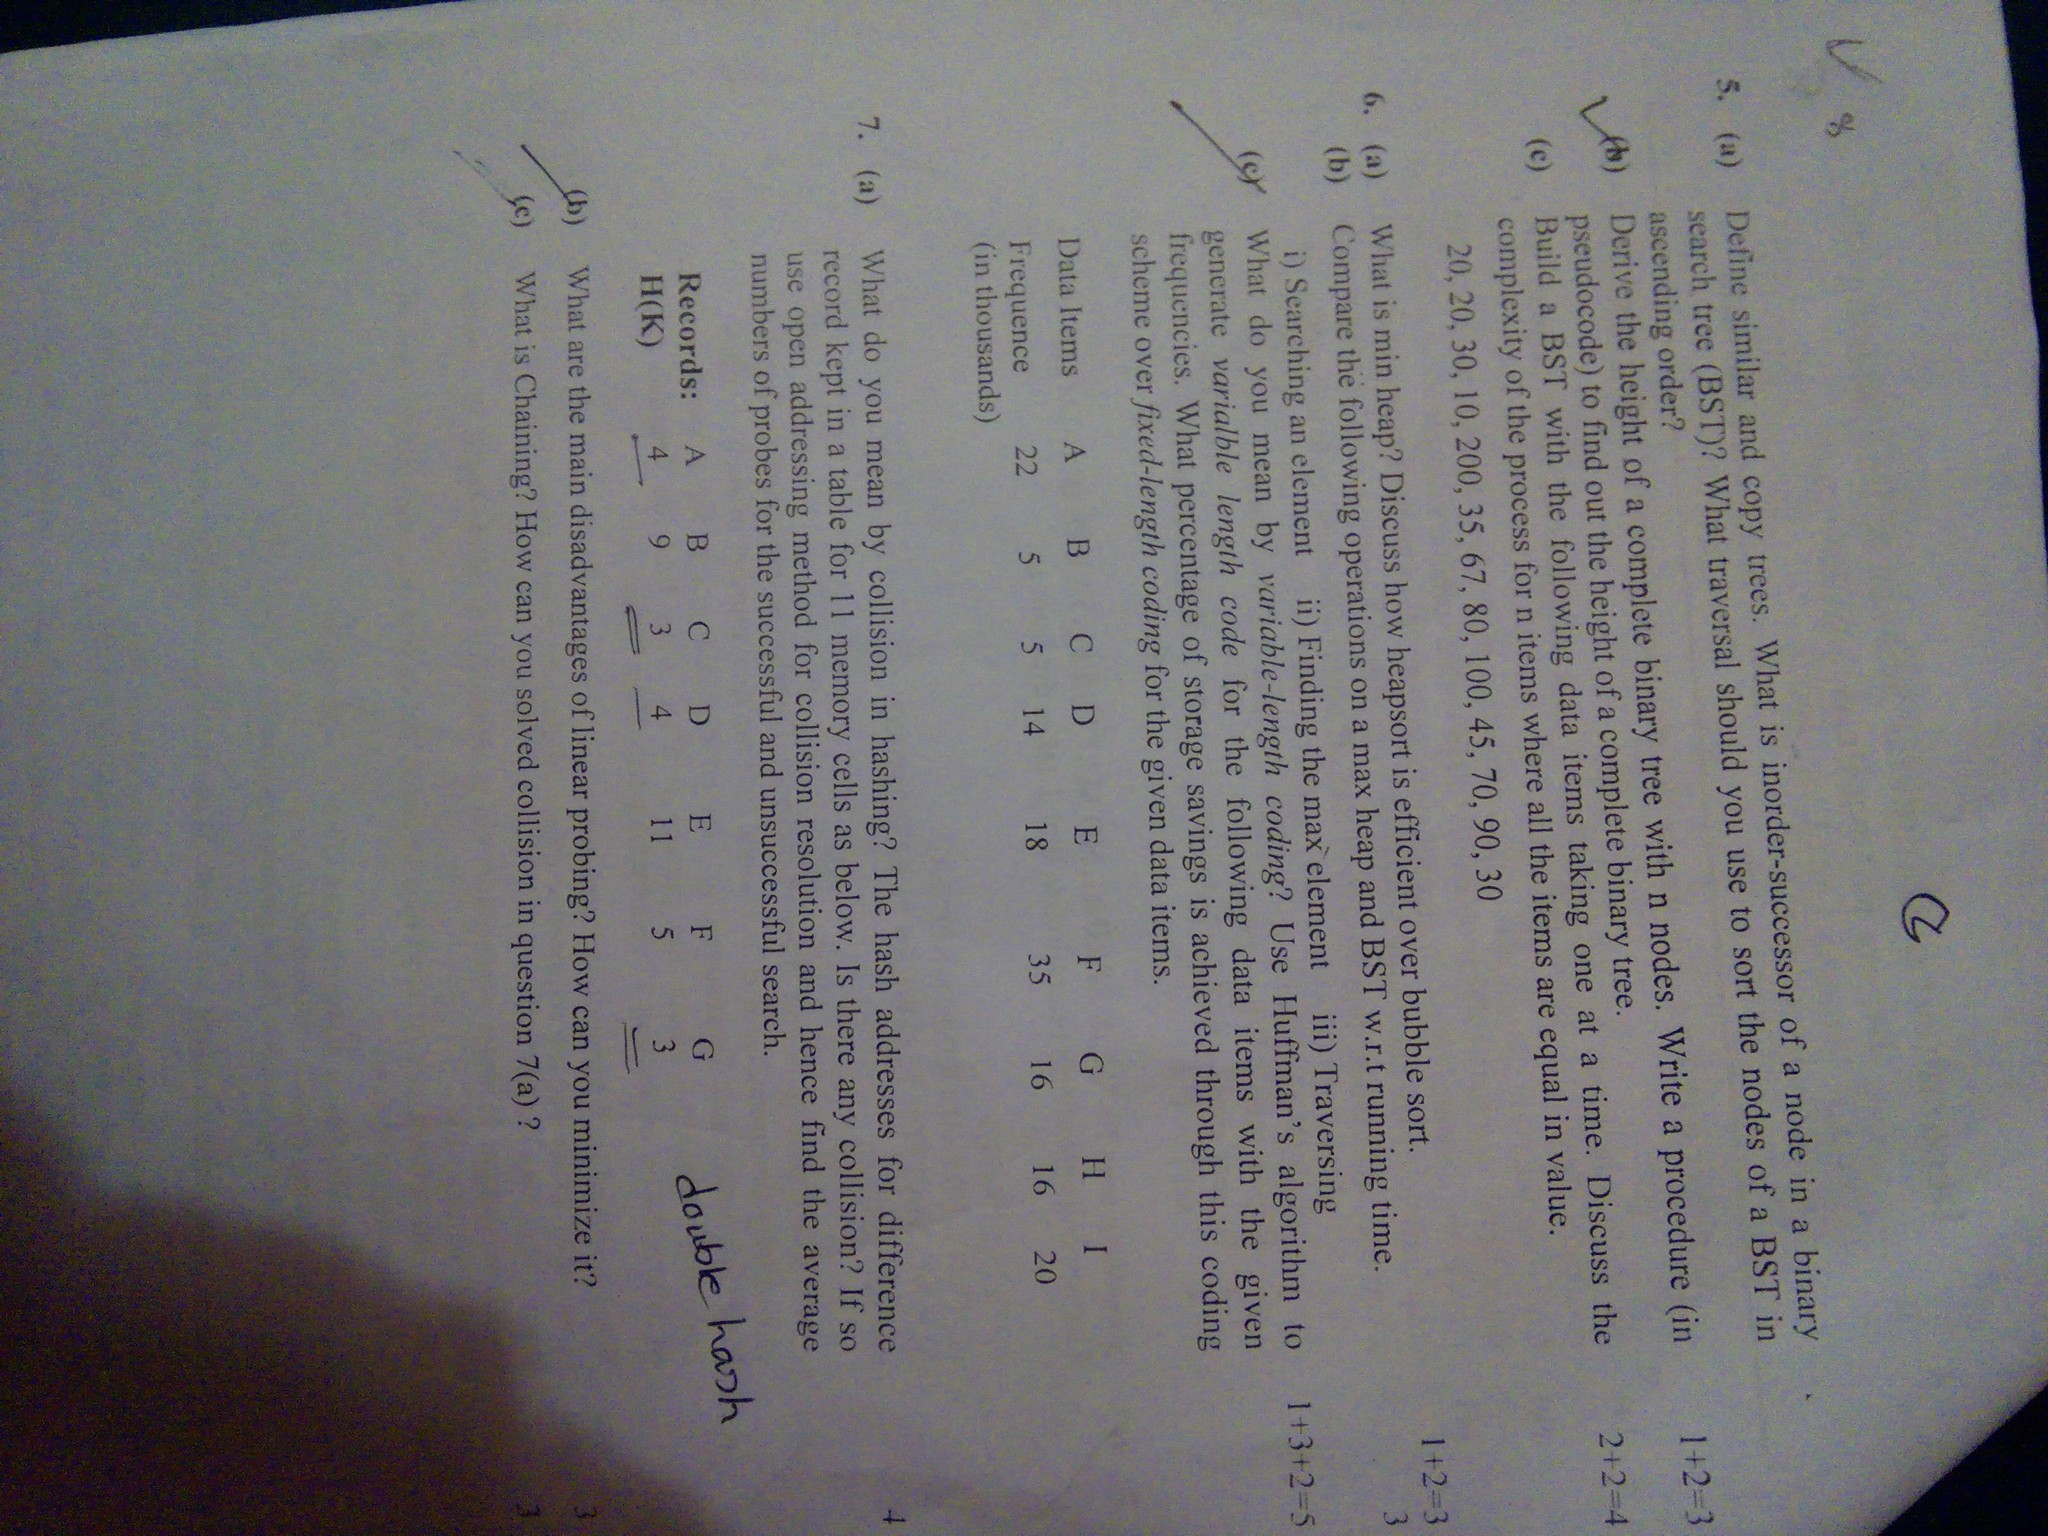 2
8
5. (a) Define similar and copy trees. What is inorder-successor of a node in a binary
search tree (BST)? What traversal should you use to sort the nodes of a BST in
ascending order? 1+2=3
(b) Derive the height of a complete binary tree with n nodes. Write a procedure (in
pseudocode) to find out the height of a complete binary tree. 2+2=4
(c) Build a BST with the following data items taking one at a time. Discuss the
complexity of the process for n items where all the items are equal in value.
20, 20, 30, 10, 200, 35, 67, 80, 100, 45, 70, 90, 30
6. (a) What is min heap? Discuss how heapsort is efficient over bubble sort. 1+2=3
(b) Compare the following operations on a max heap and BST w.r.t running time. 3
i) Searching an element ii) Finding the max element iii) Traversing
(c) What do you mean by variable-length coding? Use Huffman's algorithm to 1+3+2=5
generate varialble length code for the following data items with the given
frequencies. What percentage of storage savings is achieved through this coding
scheme over fixed-length coding for the given data items.
Data Items A B C D E F G H I
Frequence 22 5 5 14 18 35 16 16 20
(in thousands)
7. (a) What do you mean by collision in hashing? The hash addresses for difference 4
record kept in a table for 11 memory cells as below. Is there any collision? If so
use open addressing method for collision resolution and hence find the average
numbers of probes for the successful and unsuccessful search.
Records: A B C D E F G
double hash
H(K) 4 9 3 4 11 5 3
(b) What are the main disadvantages of linear probing? How can you minimize it? 3
(c) What is Chaining? How can you solved collision in question 7(a) ? 3